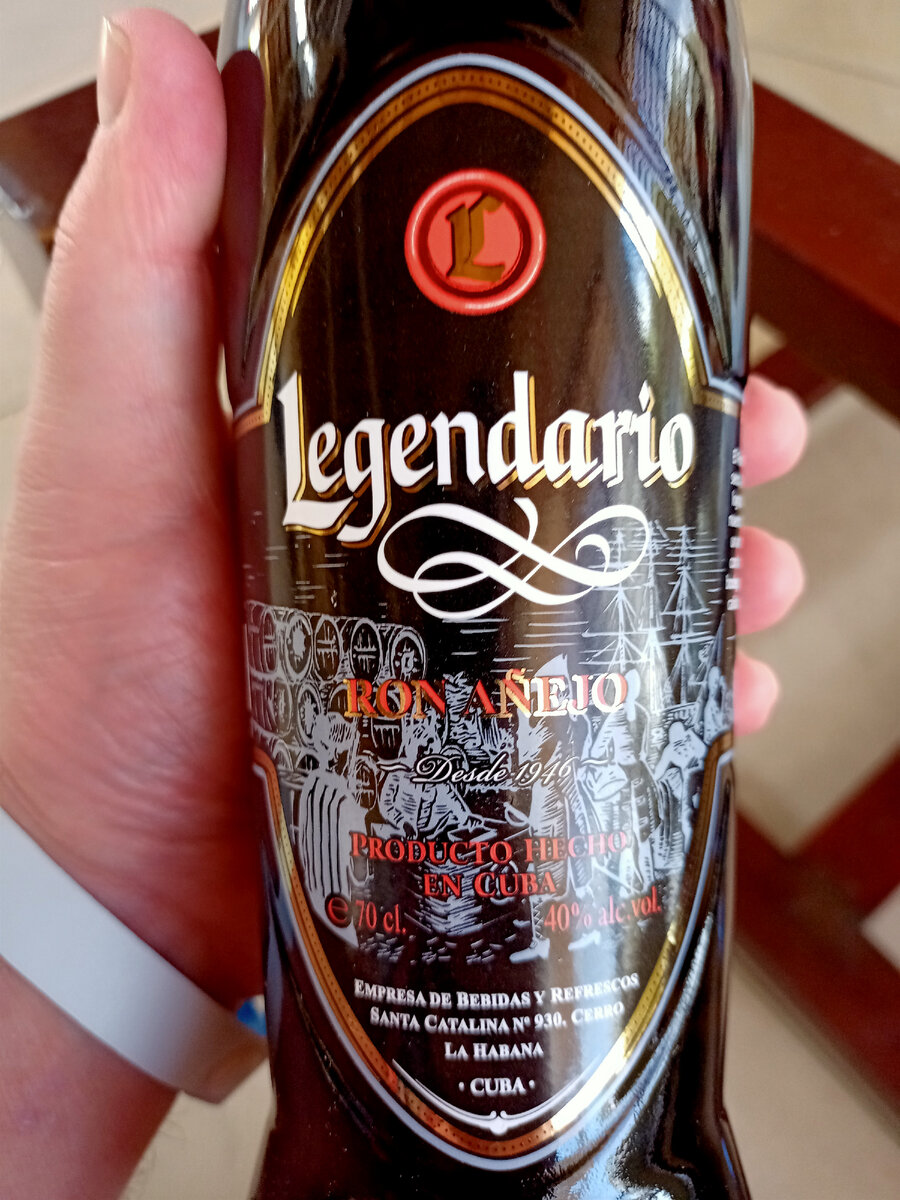 L
Legendario
RON AÑEJO
Desde 1946
PRODUCTO HECHO
EN CUBA
℮ 70 cl. 40% alc vol.
EMPRESA DE BEBIDAS Y REFRESCOS
SANTA CATALINA Nº 930. CERRO
LA HABANA
· CUBA ·